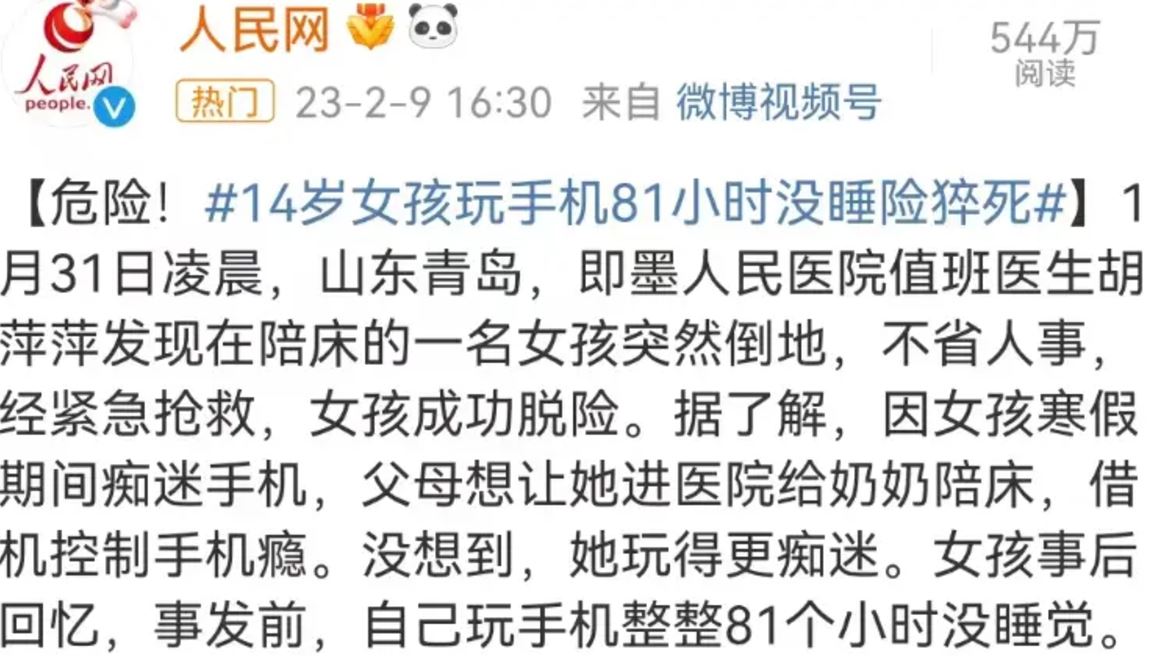 人民网
people.
人民网
544万
阅读
热门 23-2-9 16:30 来自 微博视频号
【危险！#14岁女孩玩手机81小时没睡险猝死#】1
月31日凌晨，山东青岛，即墨人民医院值班医生胡
萍萍发现在陪床的一名女孩突然倒地，不省人事，
经紧急抢救，女孩成功脱险。据了解，因女孩寒假
期间痴迷手机，父母想让她进医院给奶奶陪床，借
机控制手机瘾。没想到，她玩得更痴迷。女孩事后
回忆，事发前，自己玩手机整整81个小时没睡觉。